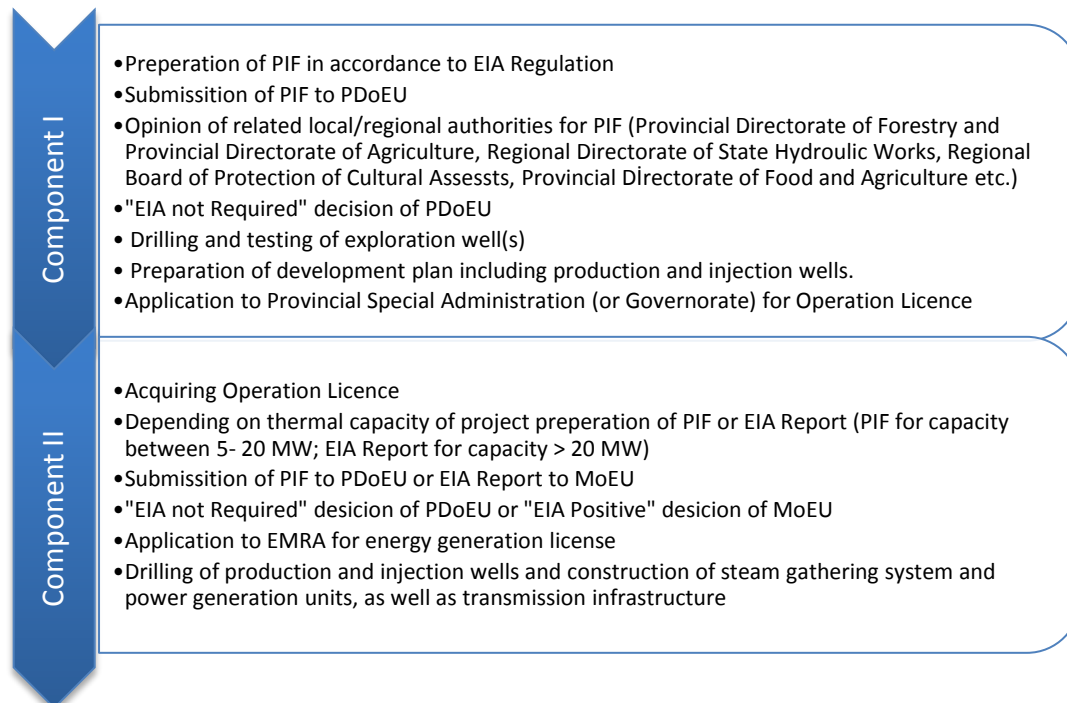 Component I
•Preperation of PIF in accordance to EIA Regulation
•Submissition of PIF to PDoEU
•Opinion of related local/regional authorities for PIF (Provincial Directorate of Forestry and
Provincial Directorate of Agriculture, Regional Directorate of State Hydroulic Works, Regional
Board of Protection of Cultural Assessts, Provincial Dİrectorate of Food and Agriculture etc.)
•"EIA not Required" decision of PDoEU
• Drilling and testing of exploration well(s)
• Preparation of development plan including production and injection wells.
•Application to Provincial Special Administration (or Governorate) for Operation Licence
Component II
•Acquiring Operation Licence
•Depending on thermal capacity of project preperation of PIF or EIA Report (PIF for capacity
between 5- 20 MW; EIA Report for capacity > 20 MW)
•Submissition of PIF to PDoEU or EIA Report to MoEU
•"EIA not Required" desicion of PDoEU or "EIA Positive" desicion of MoEU
•Application to EMRA for energy generation license
•Drilling of production and injection wells and construction of steam gathering system and
power generation units, as well as transmission infrastructure